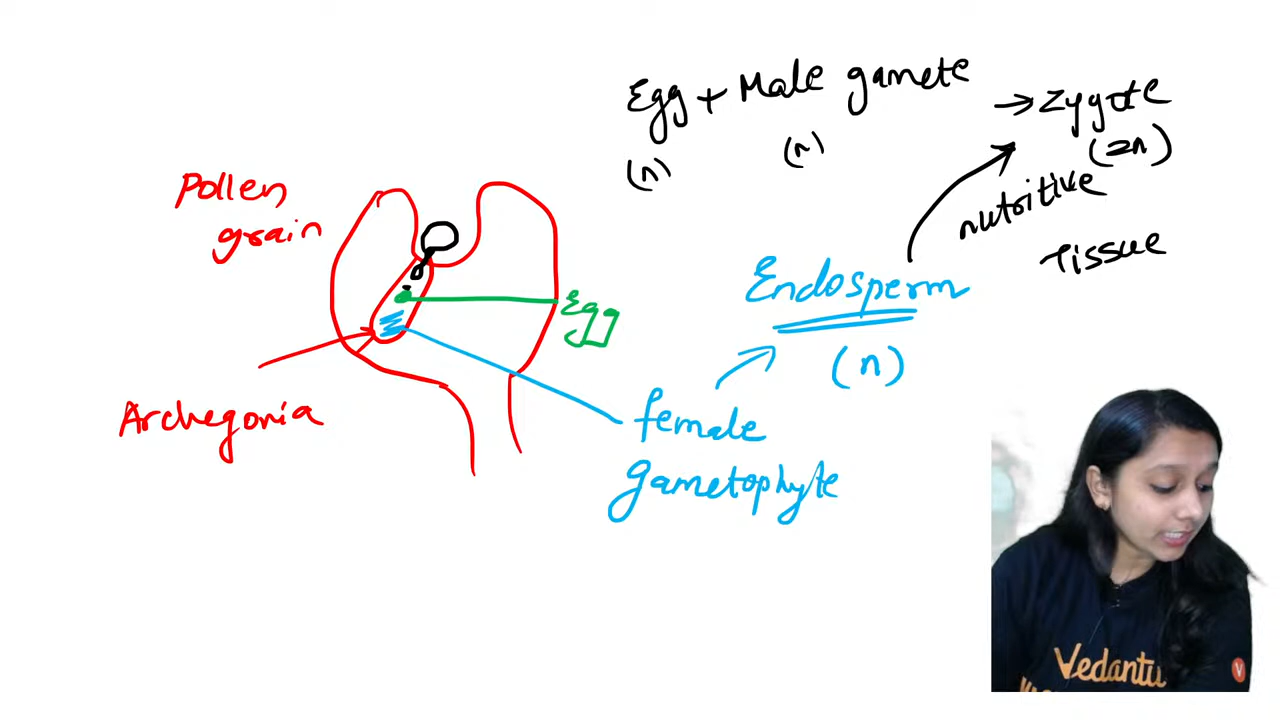 Egg + Male gamete → Zygote
(n) (n) (2n)
Pollen
grain
nutritive
Tissue
Endosperm
(n)
Egg
Archegonia
female
gametophyte
Vedantu
V